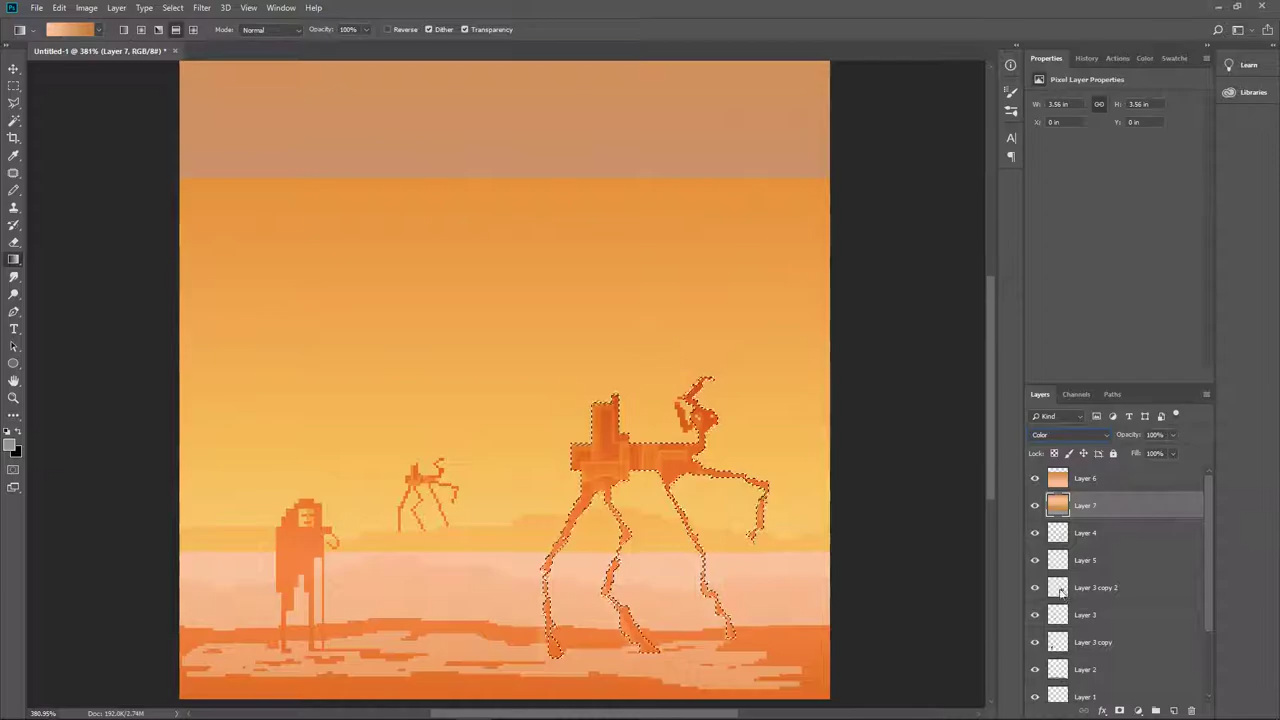 Ps File Edit Image Layer Type Select Filter 3D View Window Help
Mode: Normal Opacity: 100% Reverse Dither Transparency
Untitled-1 @ 381% (Layer 7, RGB/8#) *
Properties History Actions Color Swatche
Learn
Pixel Layer Properties
Libraries
W: 3.56 in GO H: 3.56 in
X: 0 in Y: 0 in
Layers Channels Paths
Kind
Color Opacity: 100%
Lock: Fill: 100%
Layer 6
Layer 7
Layer 4
Layer 5
Layer 3 copy 2
Layer 3
Layer 3 copy
Layer 2
Layer 1
380.95% Doc: 192.0K/2.74M